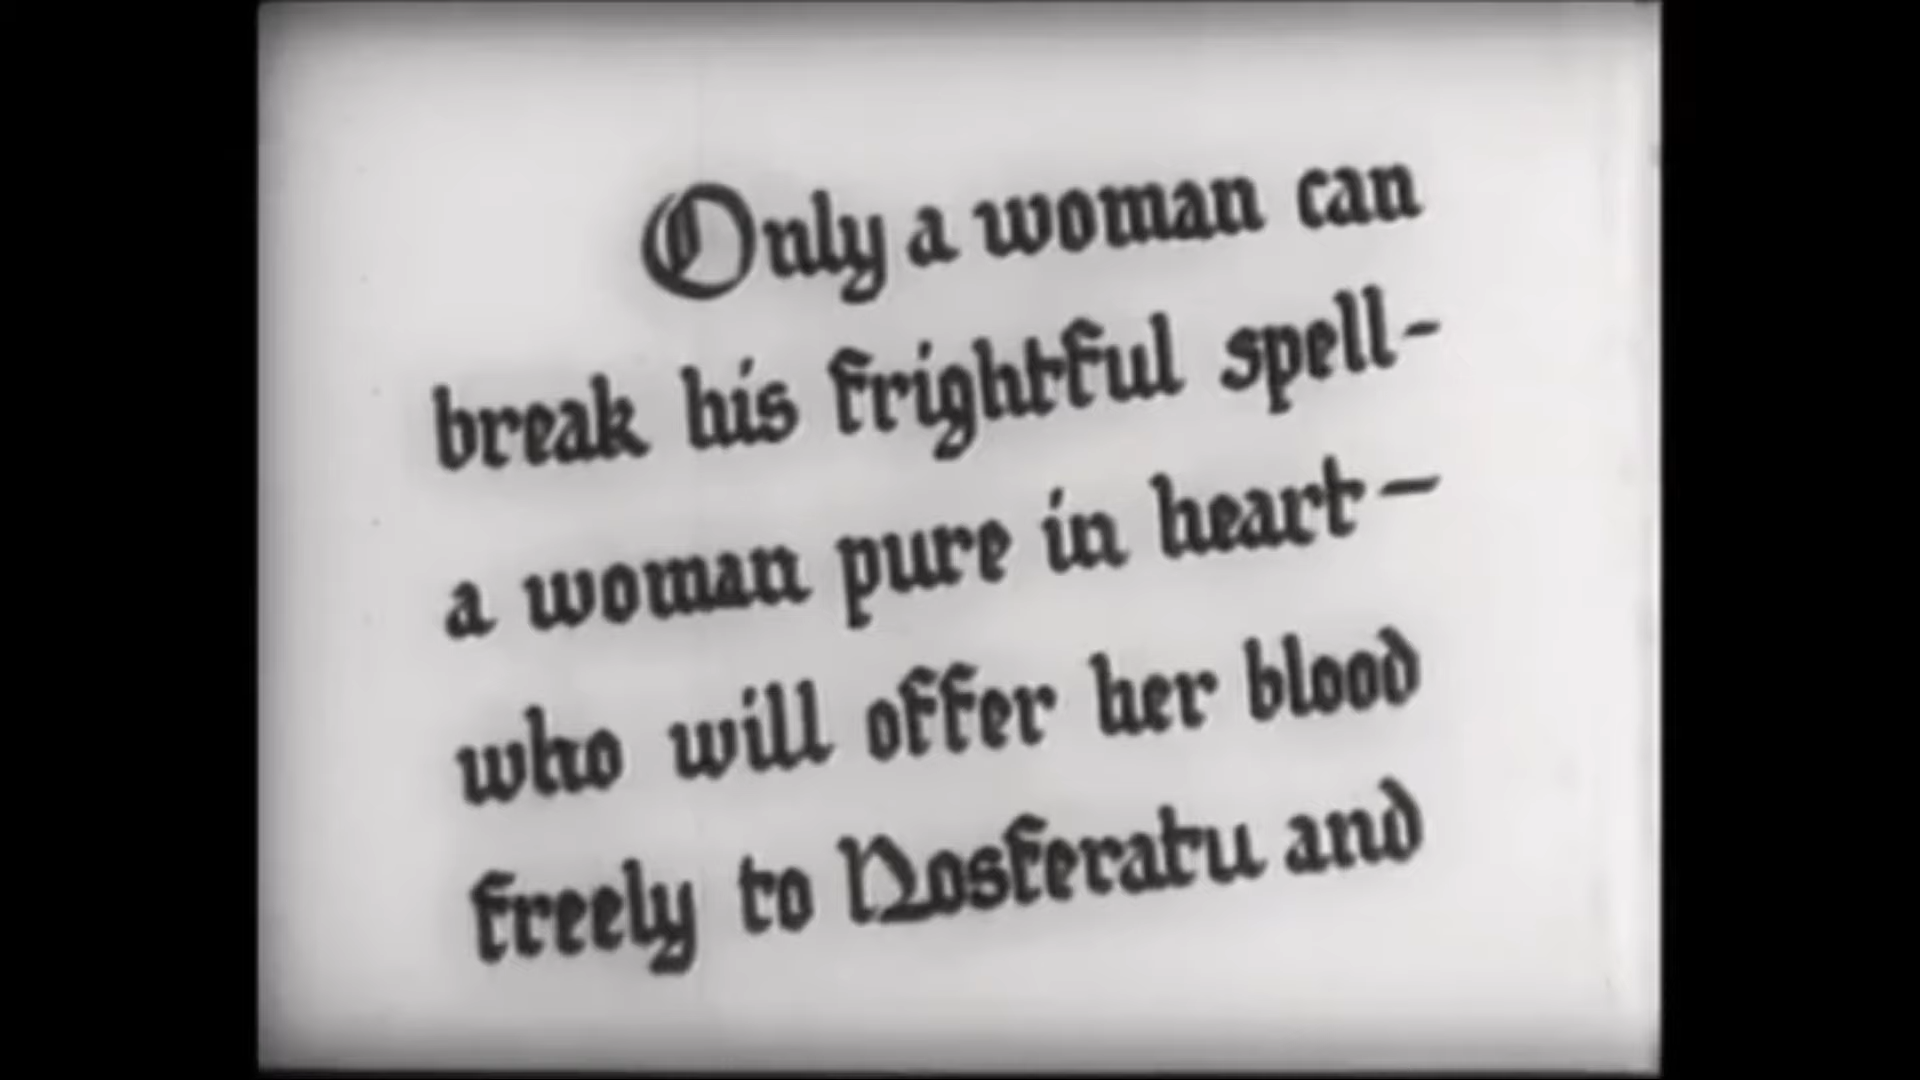 Only a woman can
break his frightful spell-
a woman pure in heart—
who will offer her blood
freely to Nosferatu and